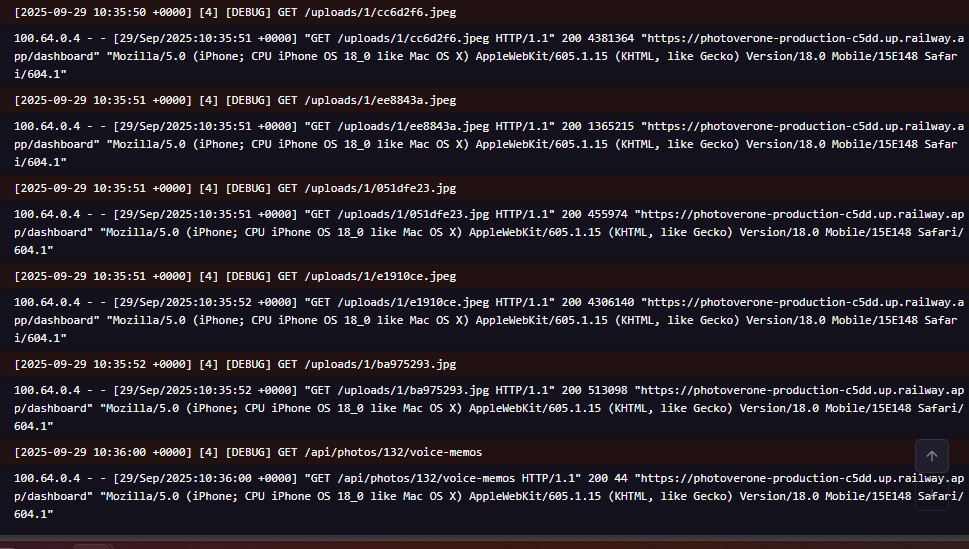 [2025-09-29 10:35:50 +0000] [4] [DEBUG] GET /uploads/1/cc6d2f6.jpeg
100.64.0.4 - - [29/Sep/2025:10:35:51 +0000] "GET /uploads/1/cc6d2f6.jpeg HTTP/1.1" 200 4381364 "https://photoverone-production-c5dd.up.railway.a
pp/dashboard" "Mozilla/5.0 (iPhone; CPU iPhone OS 18_0 like Mac OS X) AppleWebKit/605.1.15 (KHTML, like Gecko) Version/18.0 Mobile/15E148 Safar
i/604.1"
[2025-09-29 10:35:51 +0000] [4] [DEBUG] GET /uploads/1/ee8843a.jpeg
100.64.0.4 - - [29/Sep/2025:10:35:51 +0000] "GET /uploads/1/ee8843a.jpeg HTTP/1.1" 200 1365215 "https://photoverone-production-c5dd.up.railway.a
pp/dashboard" "Mozilla/5.0 (iPhone; CPU iPhone OS 18_0 like Mac OS X) AppleWebKit/605.1.15 (KHTML, like Gecko) Version/18.0 Mobile/15E148 Safar
i/604.1"
[2025-09-29 10:35:51 +0000] [4] [DEBUG] GET /uploads/1/051dfe23.jpg
100.64.0.4 - - [29/Sep/2025:10:35:51 +0000] "GET /uploads/1/051dfe23.jpg HTTP/1.1" 200 455974 "https://photoverone-production-c5dd.up.railway.ap
p/dashboard" "Mozilla/5.0 (iPhone; CPU iPhone OS 18_0 like Mac OS X) AppleWebKit/605.1.15 (KHTML, like Gecko) Version/18.0 Mobile/15E148 Safari/
604.1"
[2025-09-29 10:35:51 +0000] [4] [DEBUG] GET /uploads/1/e1910ce.jpeg
100.64.0.4 - - [29/Sep/2025:10:35:52 +0000] "GET /uploads/1/e1910ce.jpeg HTTP/1.1" 200 4306140 "https://photoverone-production-c5dd.up.railway.a
pp/dashboard" "Mozilla/5.0 (iPhone; CPU iPhone OS 18_0 like Mac OS X) AppleWebKit/605.1.15 (KHTML, like Gecko) Version/18.0 Mobile/15E148 Safar
i/604.1"
[2025-09-29 10:35:52 +0000] [4] [DEBUG] GET /uploads/1/ba975293.jpg
100.64.0.4 - - [29/Sep/2025:10:35:52 +0000] "GET /uploads/1/ba975293.jpg HTTP/1.1" 200 513098 "https://photoverone-production-c5dd.up.railway.ap
p/dashboard" "Mozilla/5.0 (iPhone; CPU iPhone OS 18_0 like Mac OS X) AppleWebKit/605.1.15 (KHTML, like Gecko) Version/18.0 Mobile/15E148 Safari/
604.1"
[2025-09-29 10:36:00 +0000] [4] [DEBUG] GET /api/photos/132/voice-memos
100.64.0.4 - - [29/Sep/2025:10:36:00 +0000] "GET /api/photos/132/voice-memos HTTP/1.1" 200 44 "https://photoverone-production-c5dd.up.railway.ap
p/dashboard" "Mozilla/5.0 (iPhone; CPU iPhone OS 18_0 like Mac OS X) AppleWebKit/605.1.15 (KHTML, like Gecko) Version/18.0 Mobile/15E148 Safari/
604.1"